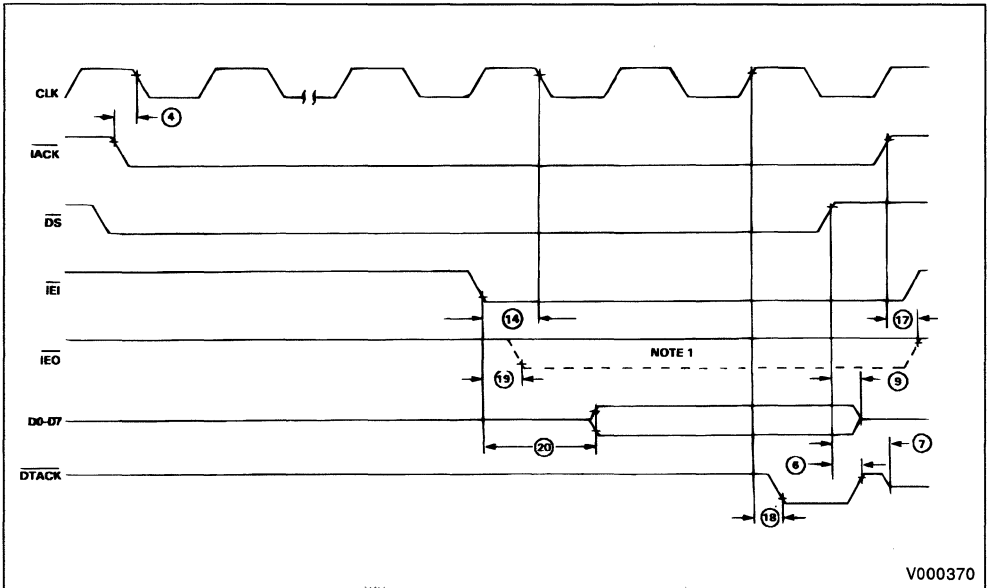 CLK
④
IACK
DS
IEI
⑭
⑰
IEO
NOTE 1
⑲
⑨
D0-D7
⑳
⑦
⑥
DTACK
⑱
V000370